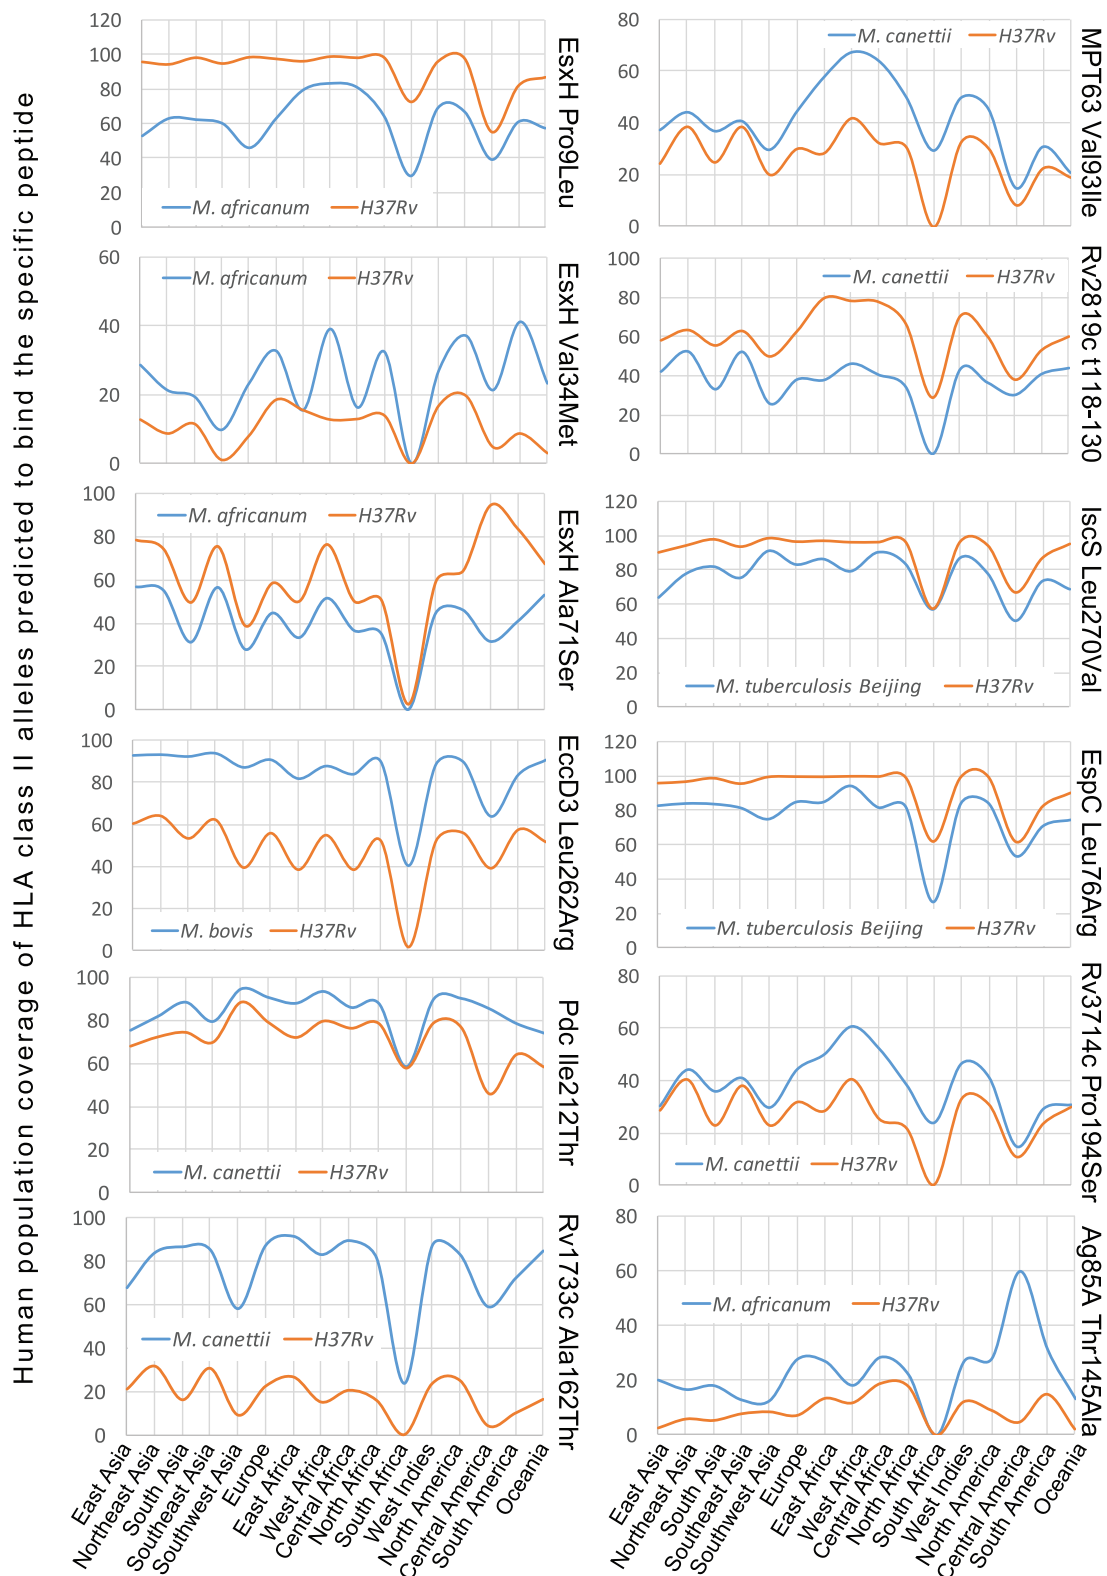 Human population coverage of HLA class II alleles predicted to bind the specific peptide
120
100
80
60
40
20
0
M. africanum H37Rv
EsxH Pro9Leu
60
40
20
0
M. africanum H37Rv
EsxH Val34Met
100
80
60
40
20
0
M. africanum H37Rv
EsxH Ala71Ser
100
80
60
40
20
0
M. bovis H37Rv
EccD3 Leu262Arg
100
80
60
40
20
0
M. canettii H37Rv
Pdc Ile212Thr
100
80
60
40
20
0
M. canettii H37Rv
Rv1733c Ala162Thr
East Asia
Northeast Asia
South Asia
Southeast Asia
Southwest Asia
Europe
East Africa
West Africa
Central Africa
North Africa
South Africa
West Indies
North America
Central America
South America
Oceania
80
60
40
20
0
M. canettii H37Rv
MPT63 Val93Ile
100
80
60
40
20
0
M. canettii H37Rv
Rv2819c t118-130
120
100
80
60
40
20
0
M. tuberculosis Beijing H37Rv
IscS Leu270Val
120
100
80
60
40
20
0
M. tuberculosis Beijing H37Rv
EspC Leu76Arg
80
60
40
20
0
M. canettii H37Rv
Rv3714c Pro194Ser
80
60
40
20
0
M. africanum H37Rv
Ag85A Thr145Ala
East Asia
Northeast Asia
South Asia
Southeast Asia
Southwest Asia
Europe
East Africa
West Africa
Central Africa
North Africa
South Africa
West Indies
North America
Central America
South America
Oceania